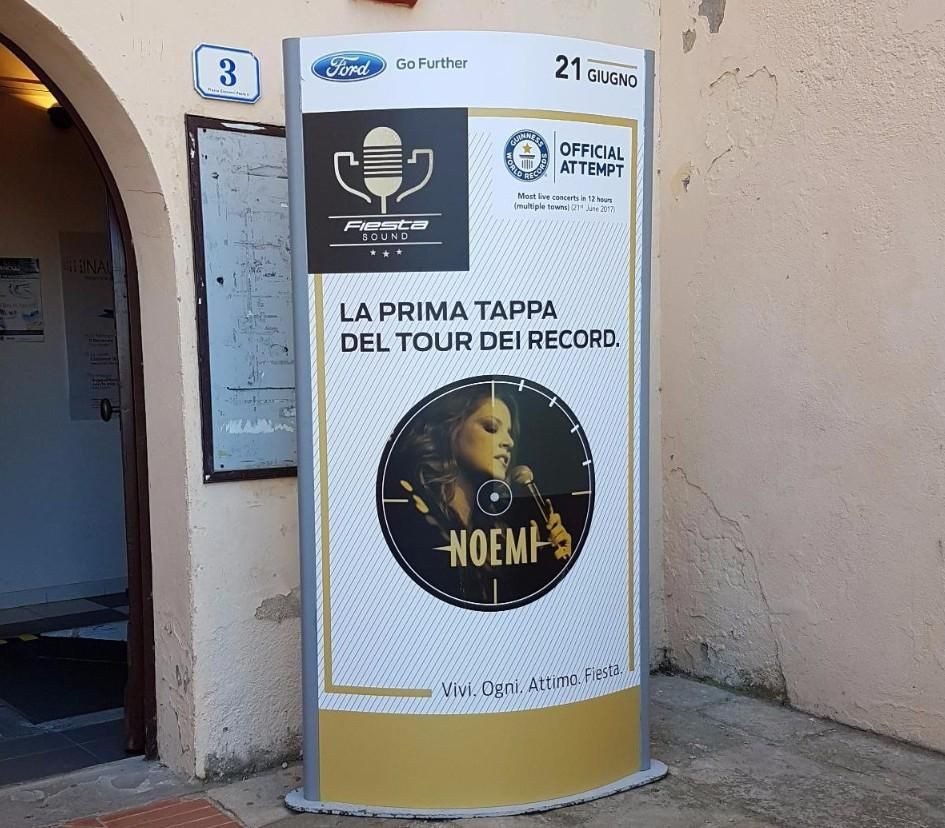 3
Ford
Go Further
21 GIUGNO
GUINNESS WORLD RECORDS
OFFICIAL
ATTEMPT
Most live concerts in 12 hours
(multiple towns) (21st June 2017)
Fiesta
SOUND
LA PRIMA TAPPA
DEL TOUR DEI RECORD.
NOEMI
Vivi. Ogni. Attimo. Fiesta.